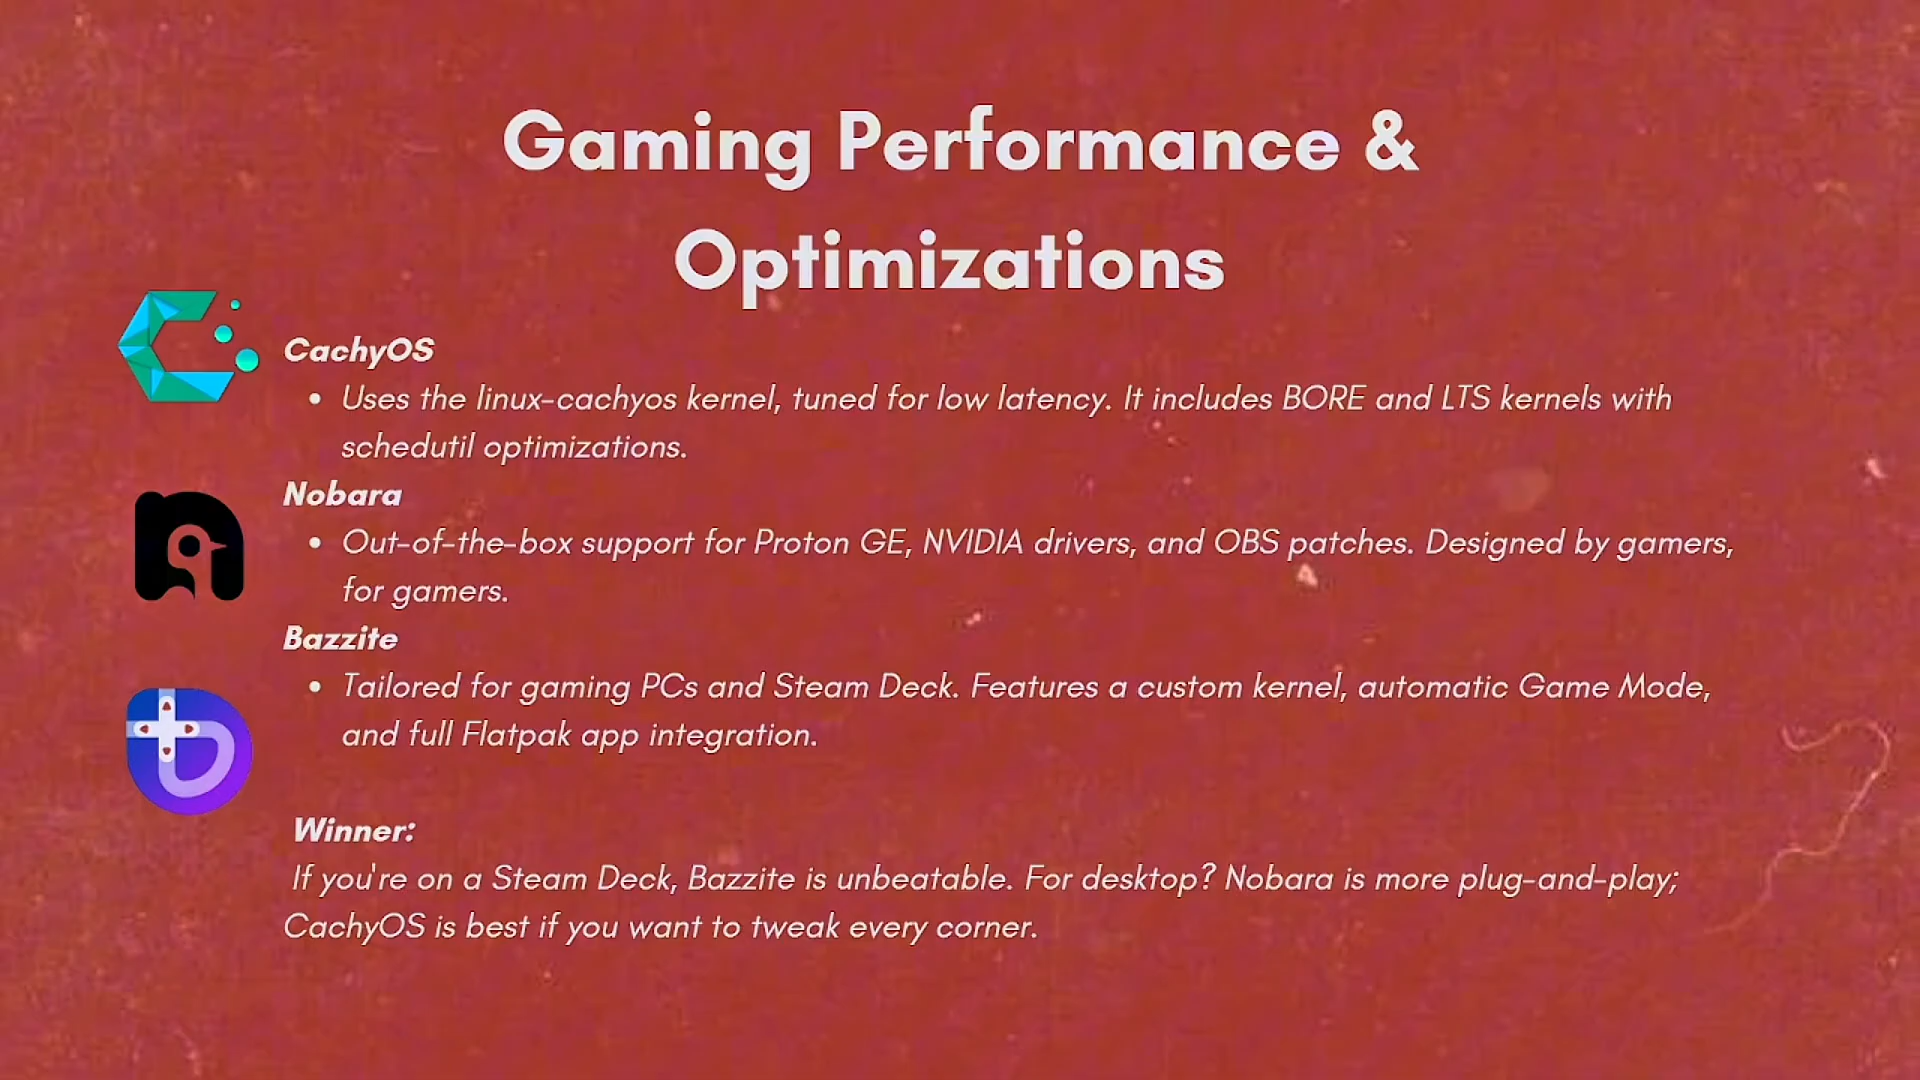 Gaming Performance &
Optimizations
CachyOS
• Uses the linux-cachyos kernel, tuned for low latency. It includes BORE and LTS kernels with
schedutil optimizations.
Nobara
• Out-of-the-box support for Proton GE, NVIDIA drivers, and OBS patches. Designed by gamers,
for gamers.
Bazzite
• Tailored for gaming PCs and Steam Deck. Features a custom kernel, automatic Game Mode,
and full Flatpak app integration.
Winner:
If you're on a Steam Deck, Bazzite is unbeatable. For desktop? Nobara is more plug-and-play;
CachyOS is best if you want to tweak every corner.